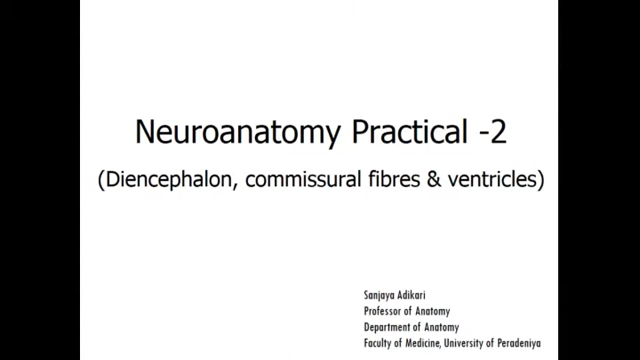 Neuroanatomy Practical -2
(Diencephalon, commissural fibres & ventricles)
Sanjaya Adikari
Professor of Anatomy
Department of Anatomy
Faculty of Medicine, University of Peradeniya